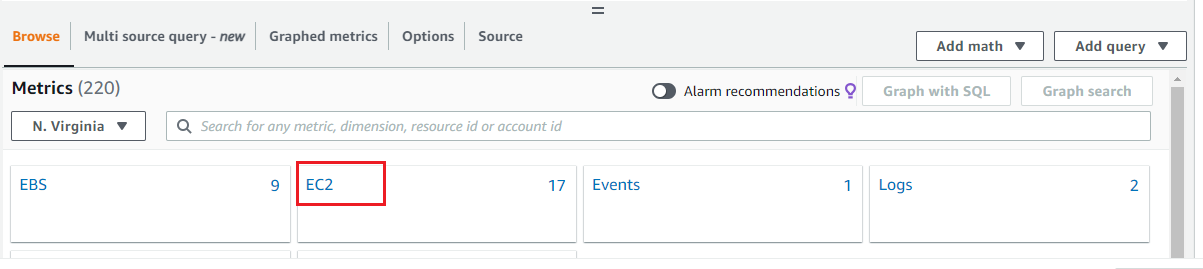 Browse Multi source query - new Graphed metrics Options Source Add math Add query
Metrics (220) Alarm recommendations Graph with SQL Graph search
N. Virginia Search for any metric, dimension, resource id or account id
EBS 9 EC2 17 Events 1 Logs 2